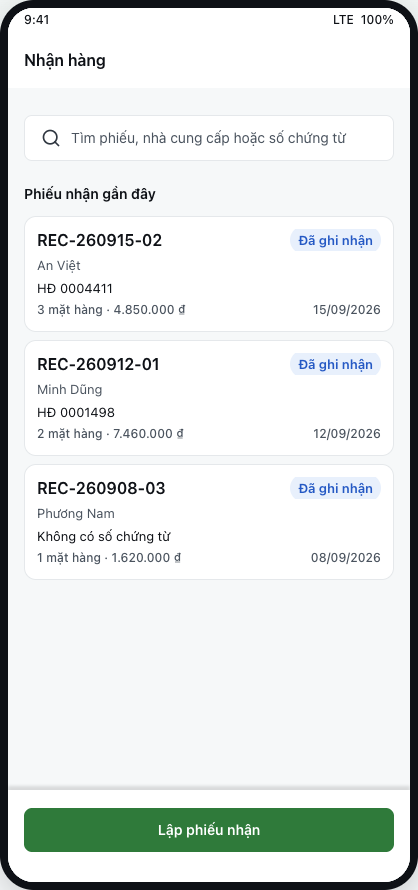 9:41 LTE 100%
Nhận hàng
Tìm phiếu, nhà cung cấp hoặc số chứng từ
Phiếu nhận gần đây
REC-260915-02 Đã ghi nhận
An Việt
HĐ 0004411
3 mặt hàng · 4.850.000 ₫ 15/09/2026
REC-260912-01 Đã ghi nhận
Minh Dũng
HĐ 0001498
2 mặt hàng · 7.460.000 ₫ 12/09/2026
REC-260908-03 Đã ghi nhận
Phương Nam
Không có số chứng từ
1 mặt hàng · 1.620.000 ₫ 08/09/2026
Lập phiếu nhận